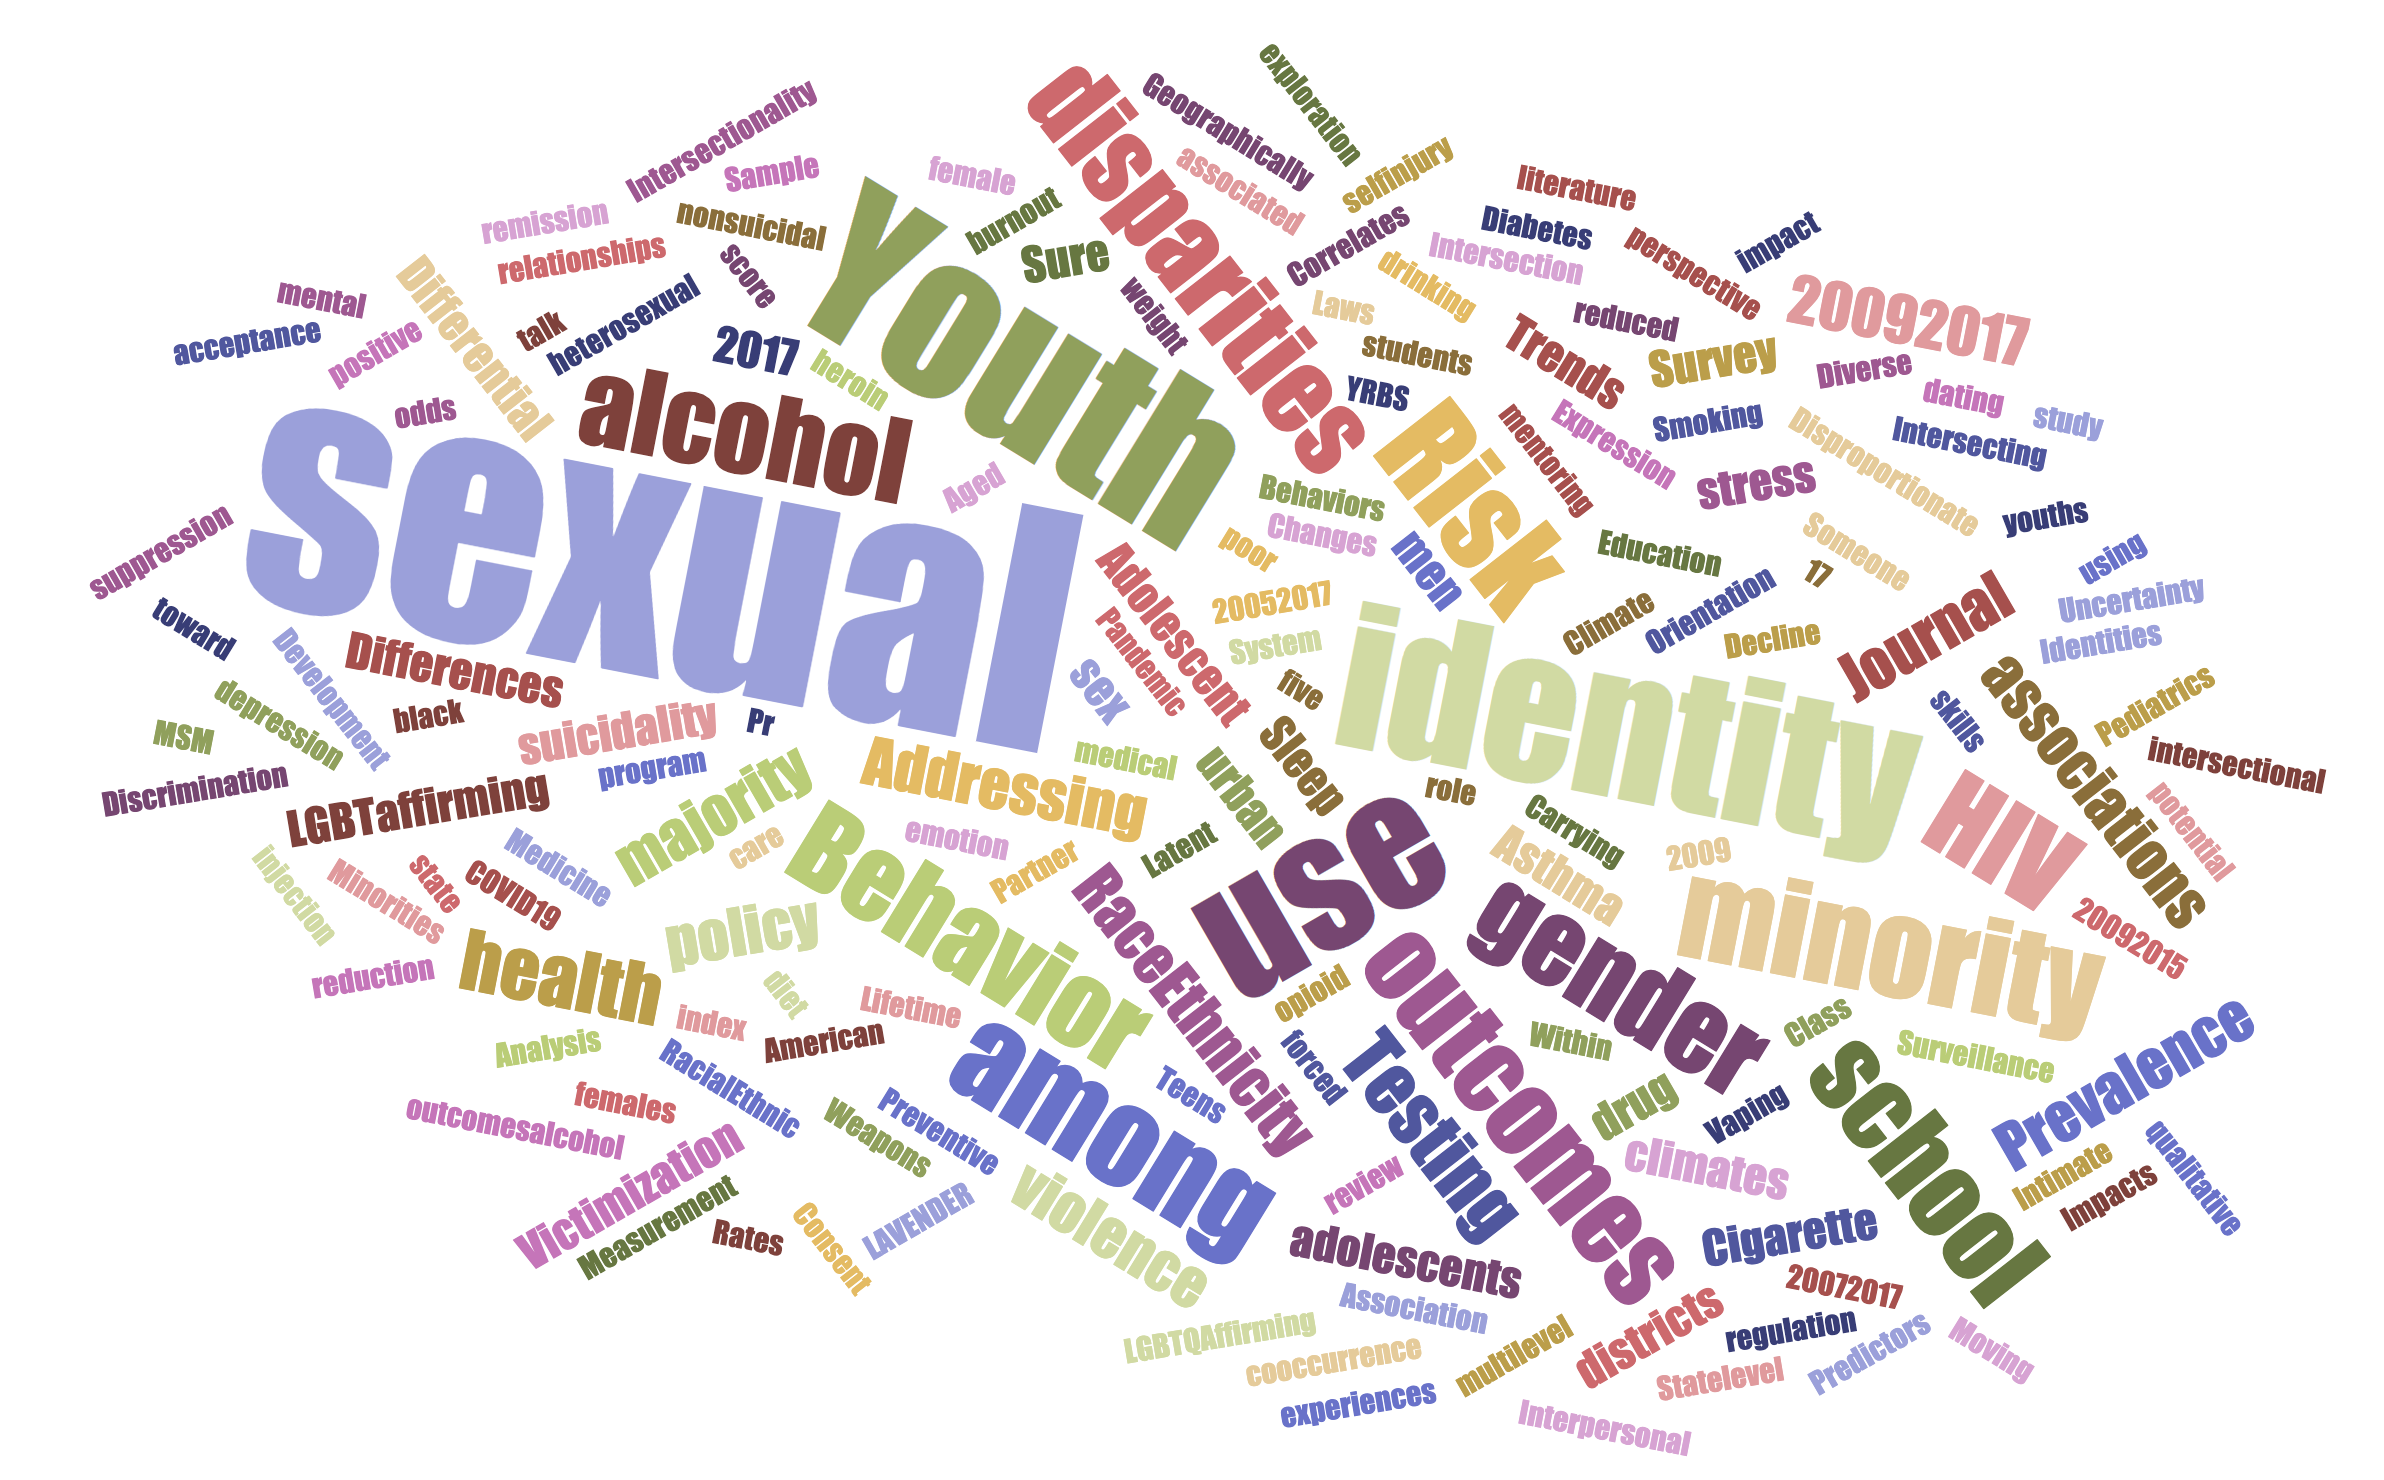 exploration
Geographically
disparities
Intersectionality
Sample
female
associated
selfinjury
literature
remission
nonsuicidal
Youth
burnout
Sure
Correlates
Diabetes
Intersection
perspective
impact
relationships
score
Differential
mental
acceptance
positive
talk
heterosexual
2017
heroin
weight
Laws
drinking
students
reduced
Trends
Survey
20092017
Diverse
dating
study
odds
alcohol
YRBS
Risk
mentoring
Expression
Smoking
Disproportionate
Intersecting
sexual
Aged
Behaviors
Changes
stress
youths
suppression
poor
men
Education
Someone
17
using
toward
Adolescent
20052017
Climate
Orientation
Decline
Journal
Uncertainty
Identities
Development
Differences
Pandemic
System
identity
sex
five
depression
black
MSM
suicidality
Pr
skills
associations
Pediatrics
intersectional
Discrimination
program
Addressing
medical
urban
sleep
role
LGBTaffirming
majority
care
emotion
Latent
use
Carrying
HIV
potential
Injection
Minorities
state
COVID19
Medicine
Behavior
Partner
RaceEthnicity
Asthma
2009
minority
20092015
reduction
health
policy
diet
Lifetime
opioid
outcomes
gender
Analysis
index
American
among
forced
Testing
Within
Class
Surveillance
Prevalence
outcomesalcohol
females
RacialEthnic
Weapons
Preventive
Teens
drug
Vaping
school
Victimization
Measurement
Rates
Consent
LAVENDER
violence
review
climates
Intimate
Impacts
qualitative
adolescents
Cigarette
20072017
Association
LGBTQAffirming
cooccurrence
multilevel
districts
regulation
Predictors
Moving
experiences
Statelevel
Interpersonal